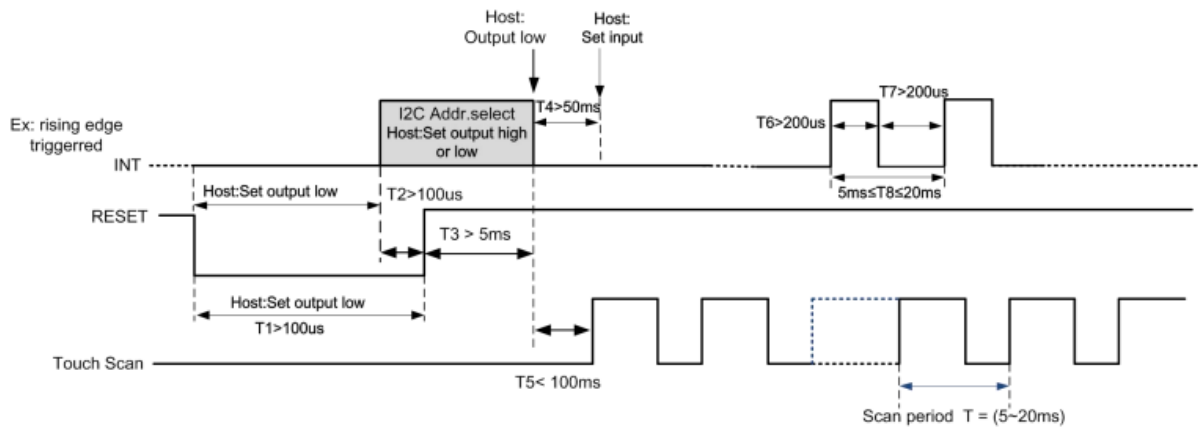 Host:
Output low
Host:
Set input
I2C Addr.select
Host:Set output high
or low
T4>50ms
T7>200us
T6>200us
Ex: rising edge
triggerred
INT
5ms≤T8≤20ms
Host:Set output low
T2>100us
RESET
T3 > 5ms
Host:Set output low
T1>100us
Touch Scan
T5< 100ms
Scan period T = (5~20ms)